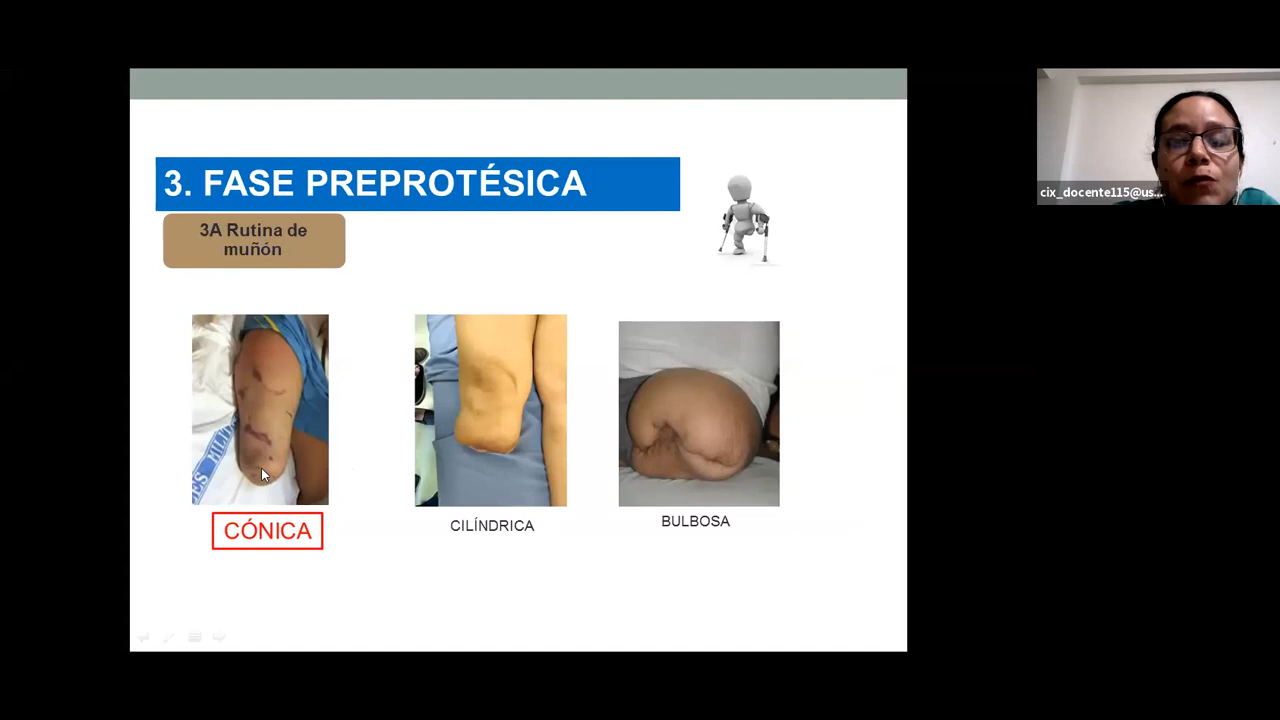 3. FASE PREPROTÉSICA
3A Rutina de
muñón
CÓNICA
CILÍNDRICA
BULBOSA
cix_docente115@us...